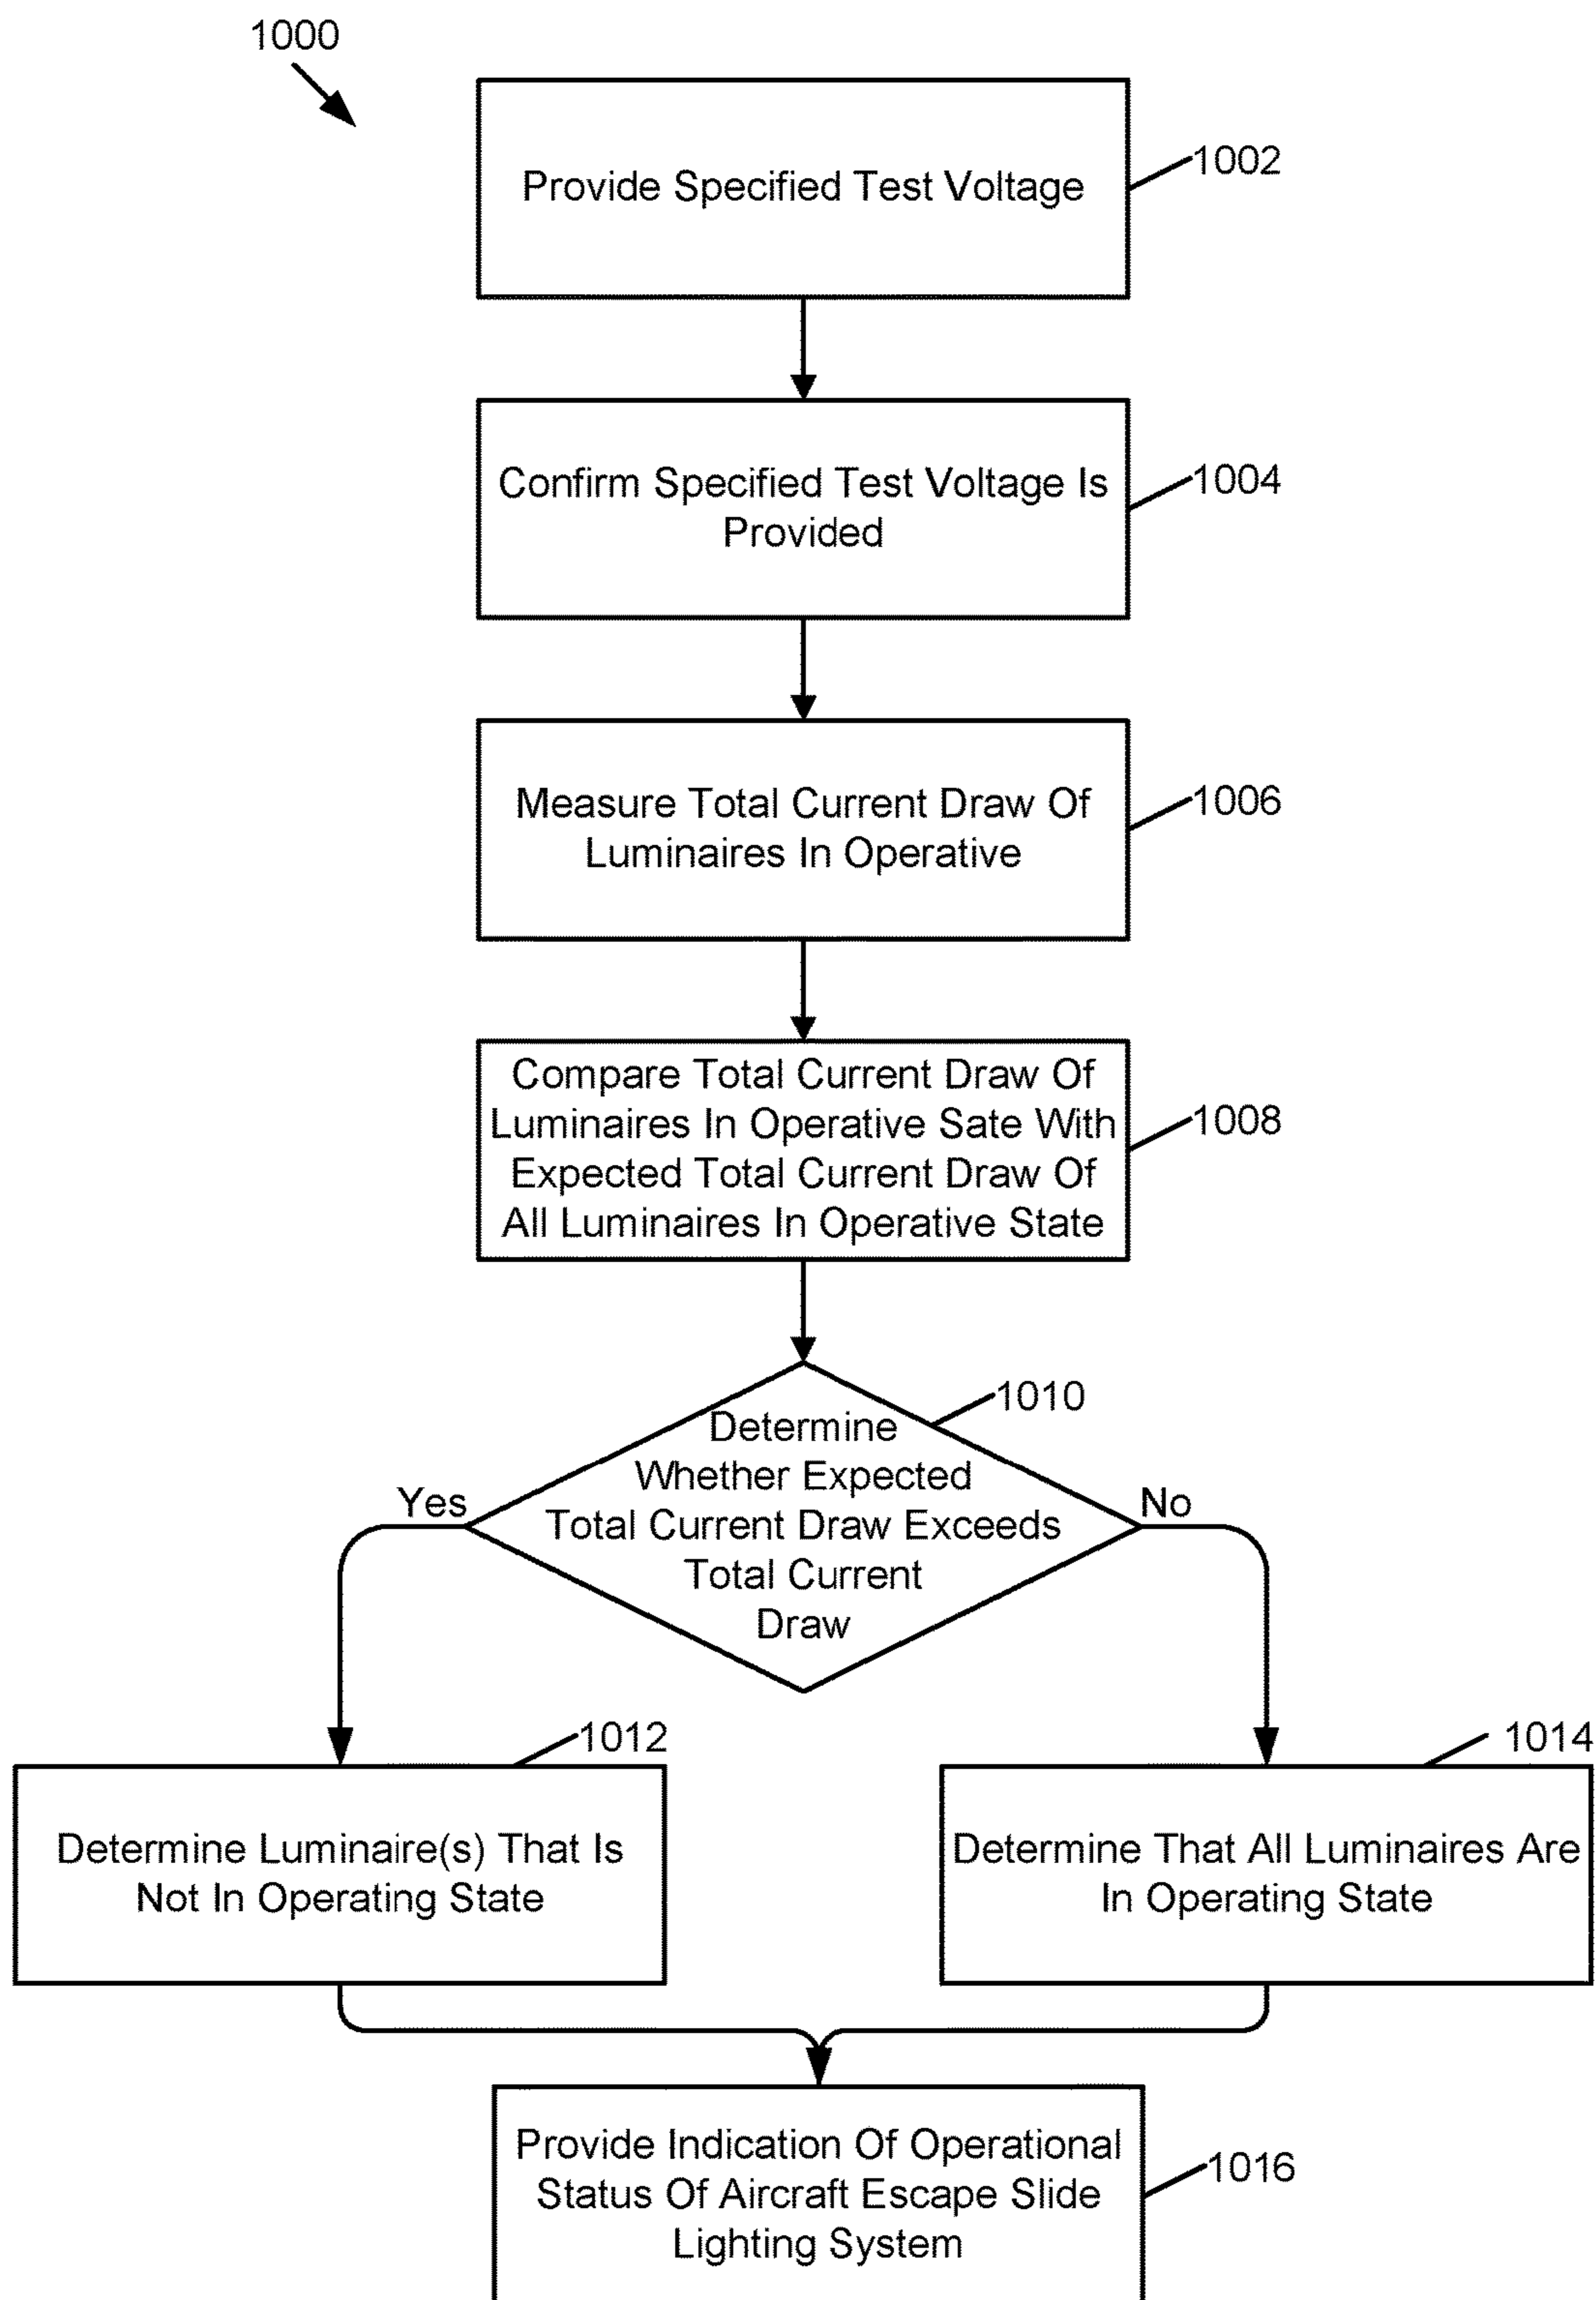 1000
Provide Specified Test Voltage
1002
Confirm Specified Test Voltage Is
Provided
1004
Measure Total Current Draw Of
Luminaires In Operative
1006
Compare Total Current Draw Of
Luminaires In Operative Sate With
Expected Total Current Draw Of
All Luminaires In Operative State
1008
1010
Determine
Whether Expected
Total Current Draw Exceeds
Total Current
Draw
Yes
No
1012
Determine Luminaire(s) That Is
Not In Operating State
1014
Determine That All Luminaires Are
In Operating State
Provide Indication Of Operational
Status Of Aircraft Escape Slide
Lighting System
1016